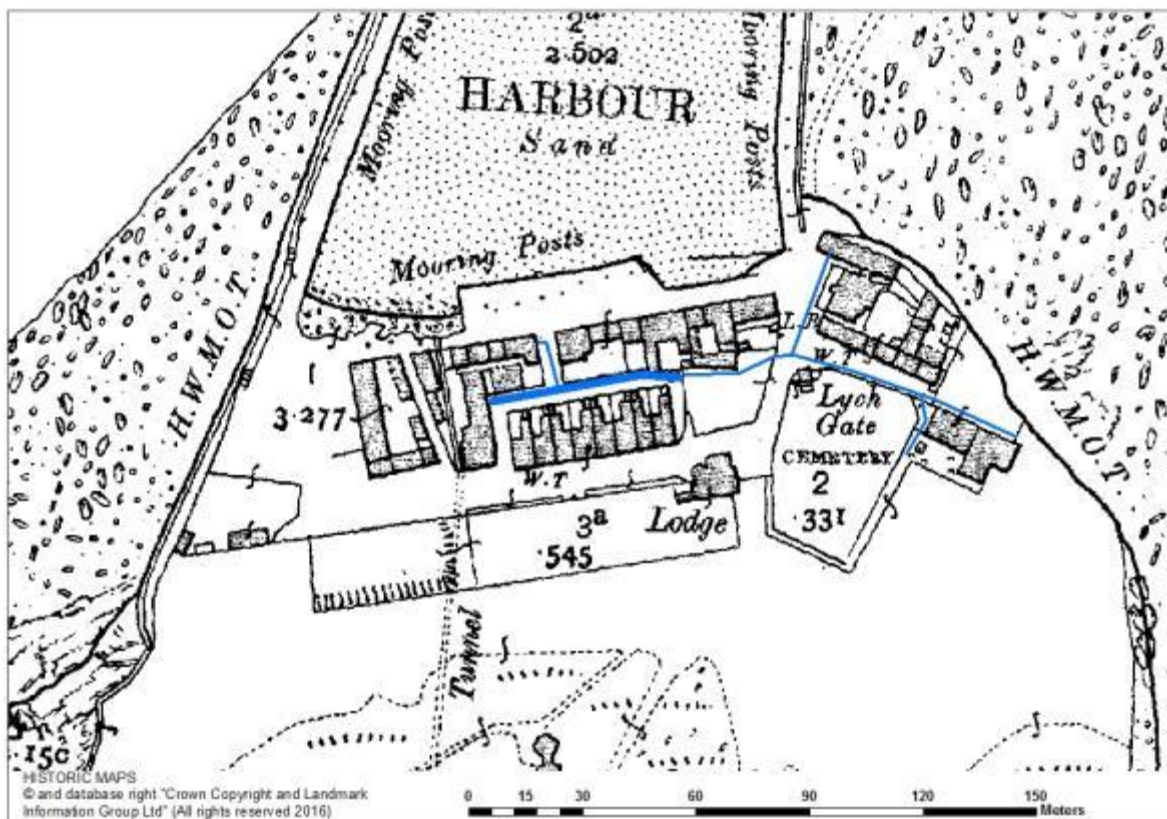 2ª
2·502
HARBOUR
Sand
Mooring Posts
Mooring Posts
Mooring Posts
H.W.M.O.T.
3·277
W.T
L.B
W.T
Lych
Gate
CEMETERY
2
·331
H.W.M.O.T.
Lodge
3ª
·545
Tunnel
HISTORIC MAPS
© and database right "Crown Copyright and Landmark
Information Group Ltd" (All rights reserved 2016)
0 15 30 60 90 120 150
Meters